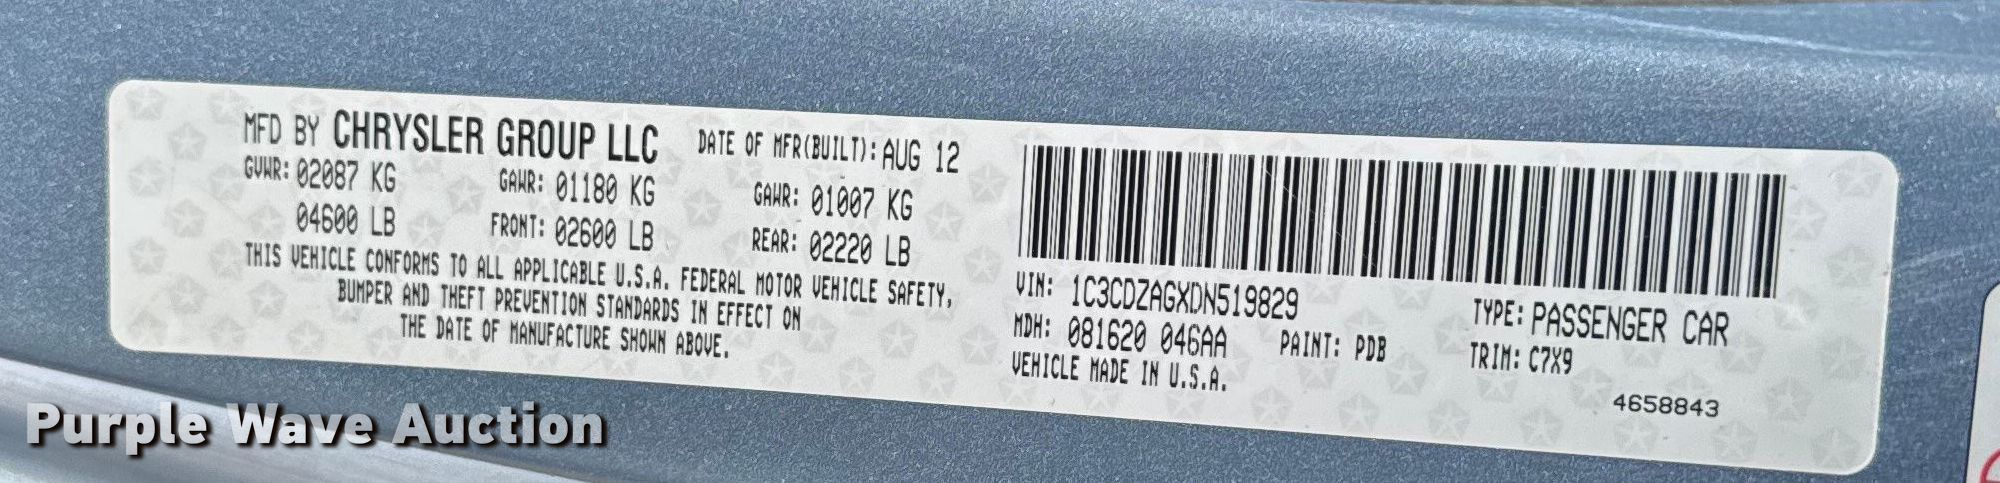 MFD BY CHRYSLER GROUP LLC DATE OF MFR(BUILT): AUG 12
GVWR: 02087 KG GAWR: 01180 KG GAWR: 01007 KG
04600 LB FRONT: 02600 LB REAR: 02220 LB
THIS VEHICLE CONFORMS TO ALL APPLICABLE U.S.A. FEDERAL MOTOR VEHICLE SAFETY,
BUMPER AND THEFT PREVENTION STANDARDS IN EFFECT ON
THE DATE OF MANUFACTURE SHOWN ABOVE.
VIN: 1C3CDZAGXDN519829 TYPE: PASSENGER CAR
MDH: 081620 046AA PAINT: PDB TRIM: C7X9
VEHICLE MADE IN U.S.A.
4658843
Purple Wave Auction